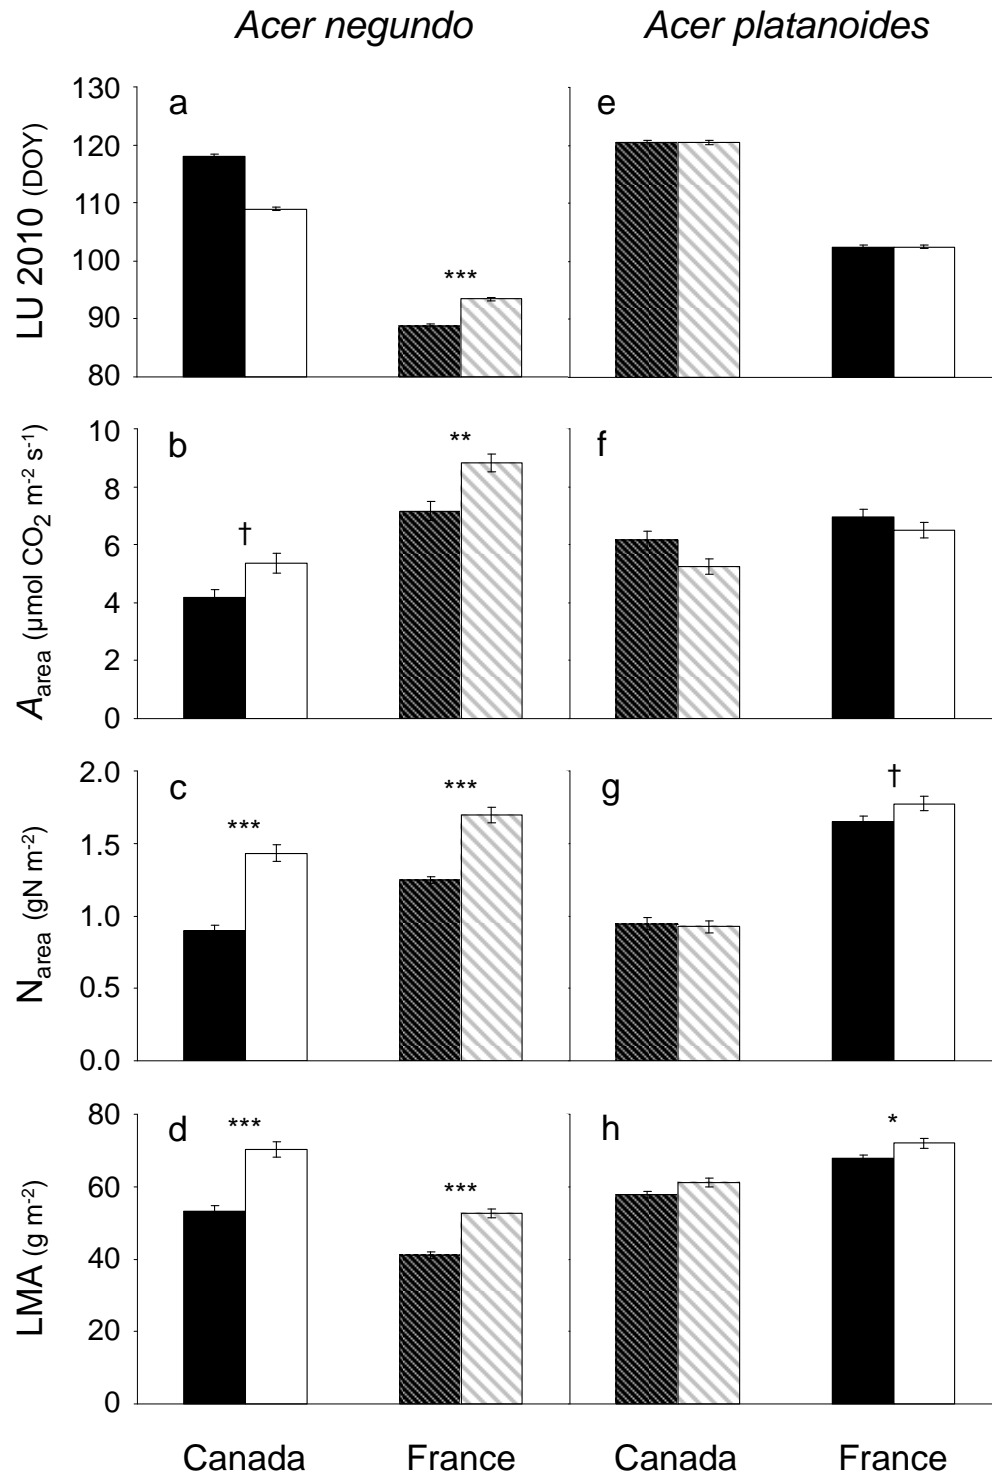 Acer negundo Acer platanoides
LU 2010 (DOY)
130
120
110
100
90
80
a
***
e
A area (µmol CO2 m-2 s-1)
10
8
6
4
2
0
b
†
**
f
N area (gN m-2)
2.0
1.5
1.0
0.5
0.0
c
***
***
g
†
LMA (g m-2)
80
60
40
20
0
d
***
***
h
*
Canada France Canada France